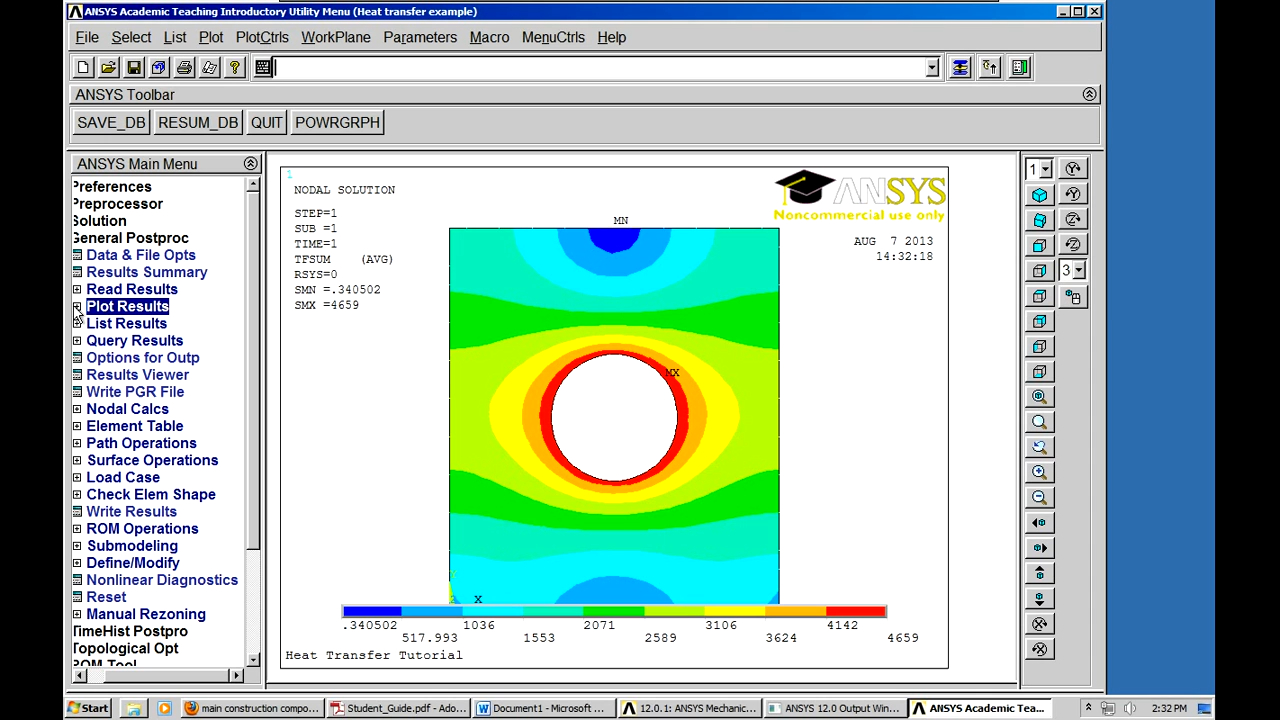 ANSYS Academic Teaching Introductory Utility Menu (Heat transfer example)
File Select List Plot PlotCtrls WorkPlane Parameters Macro MenuCtrls Help
ANSYS Toolbar
SAVE_DB RESUM_DB QUIT POWRGRPH
ANSYS Main Menu
Preferences
Preprocessor
Solution
General Postproc
Data & File Opts
Results Summary
Read Results
Plot Results
List Results
Query Results
Options for Outp
Results Viewer
Write PGR File
Nodal Calcs
Element Table
Path Operations
Surface Operations
Load Case
Check Elem Shape
Write Results
ROM Operations
Submodeling
Define/Modify
Nonlinear Diagnostics
Reset
Manual Rezoning
TimeHist Postpro
Topological Opt
ROM Tool
1
NODAL SOLUTION
STEP=1
SUB =1
TIME=1
TFSUM (AVG)
RSYS=0
SMN =.340502
SMX =4659
ANSYS
Noncommercial use only
AUG 7 2013
14:32:18
MN
MX
X
.340502 1036 2071 3106 4142
517.993 1553 2589 3624 4659
Heat Transfer Tutorial
1
3
Start main construction compo... Student_Guide.pdf - Ado... Document1 - Microsoft ... 12.0.1: ANSYS Mechanic... ANSYS 12.0 Output Win... ANSYS Academic Tea... 2:32 PM